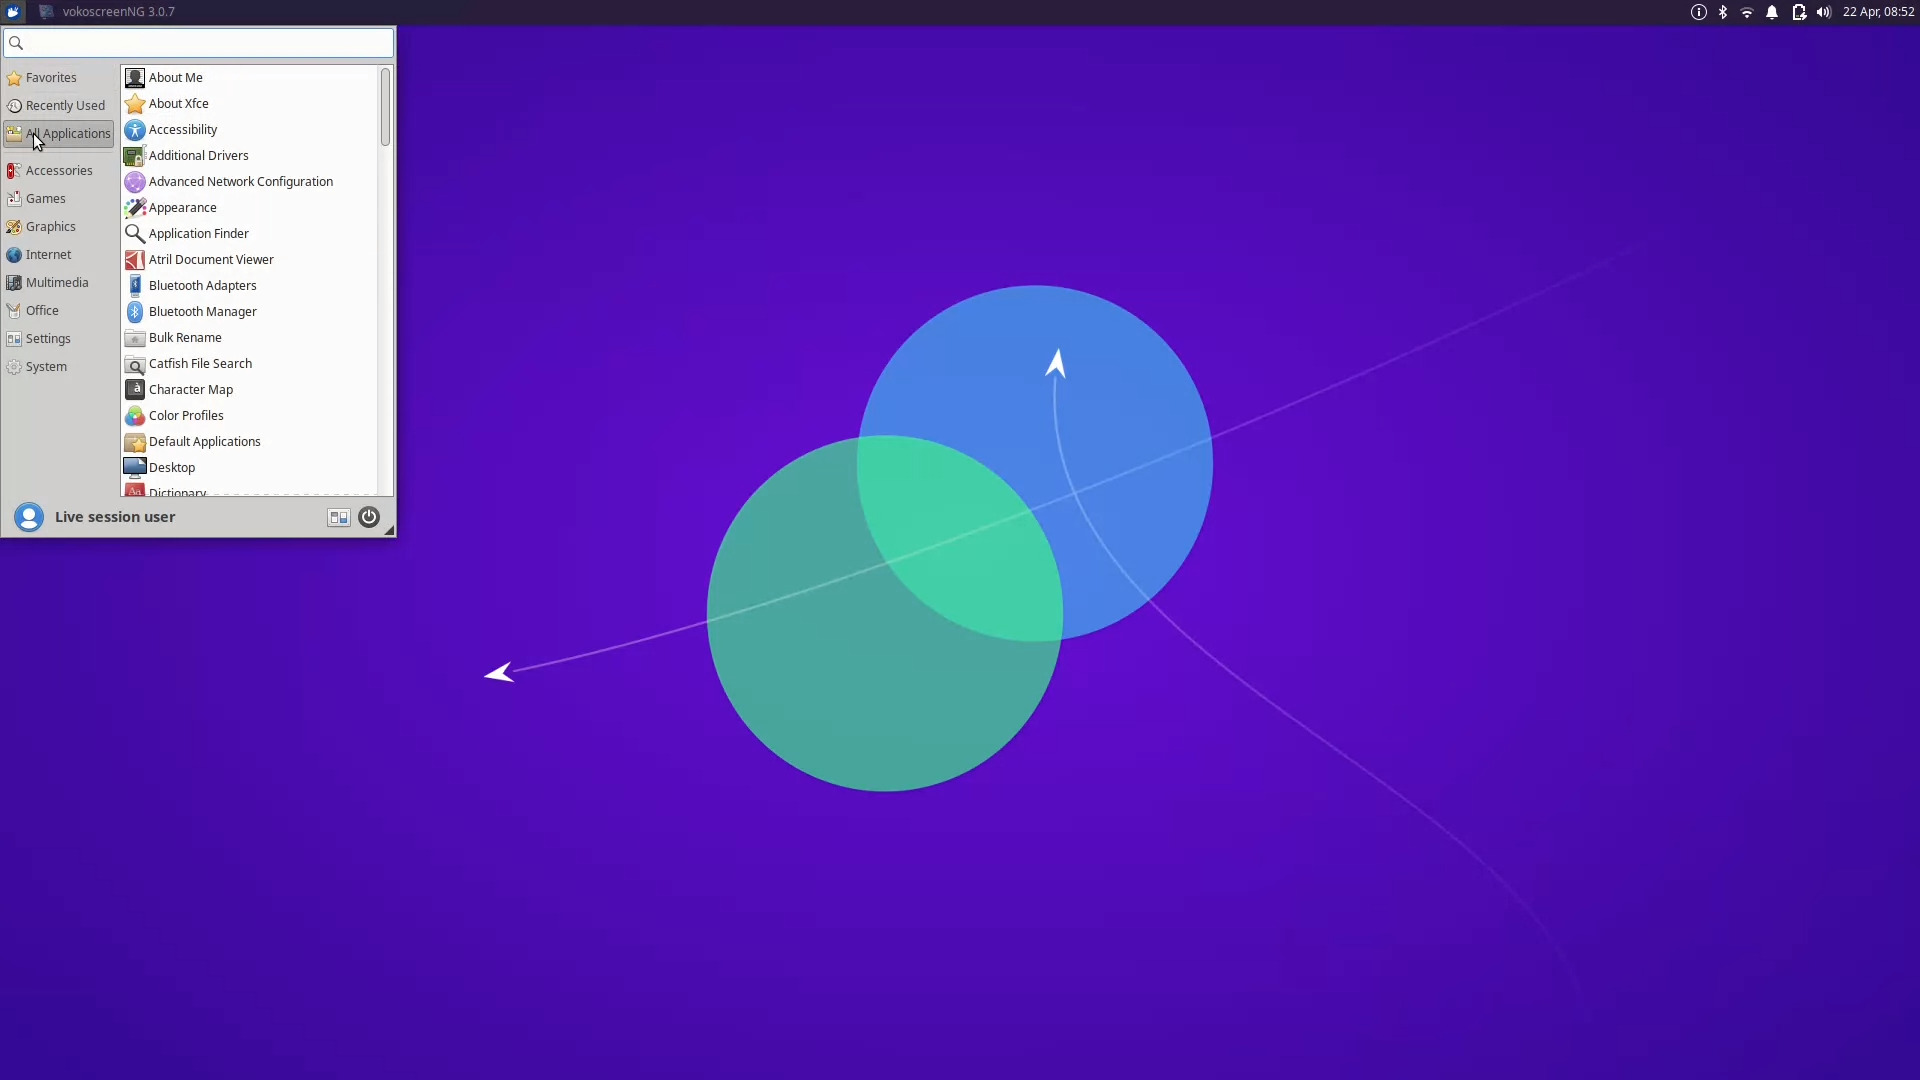 vokoscreenNG 3.0.7
22 Apr, 08:52
Favorites
Recently Used
All Applications
Accessories
Games
Graphics
Internet
Multimedia
Office
Settings
System
About Me
About Xfce
Accessibility
Additional Drivers
Advanced Network Configuration
Appearance
Application Finder
Atril Document Viewer
Bluetooth Adapters
Bluetooth Manager
Bulk Rename
Catfish File Search
Character Map
Color Profiles
Default Applications
Desktop
Dictionary
Live session user